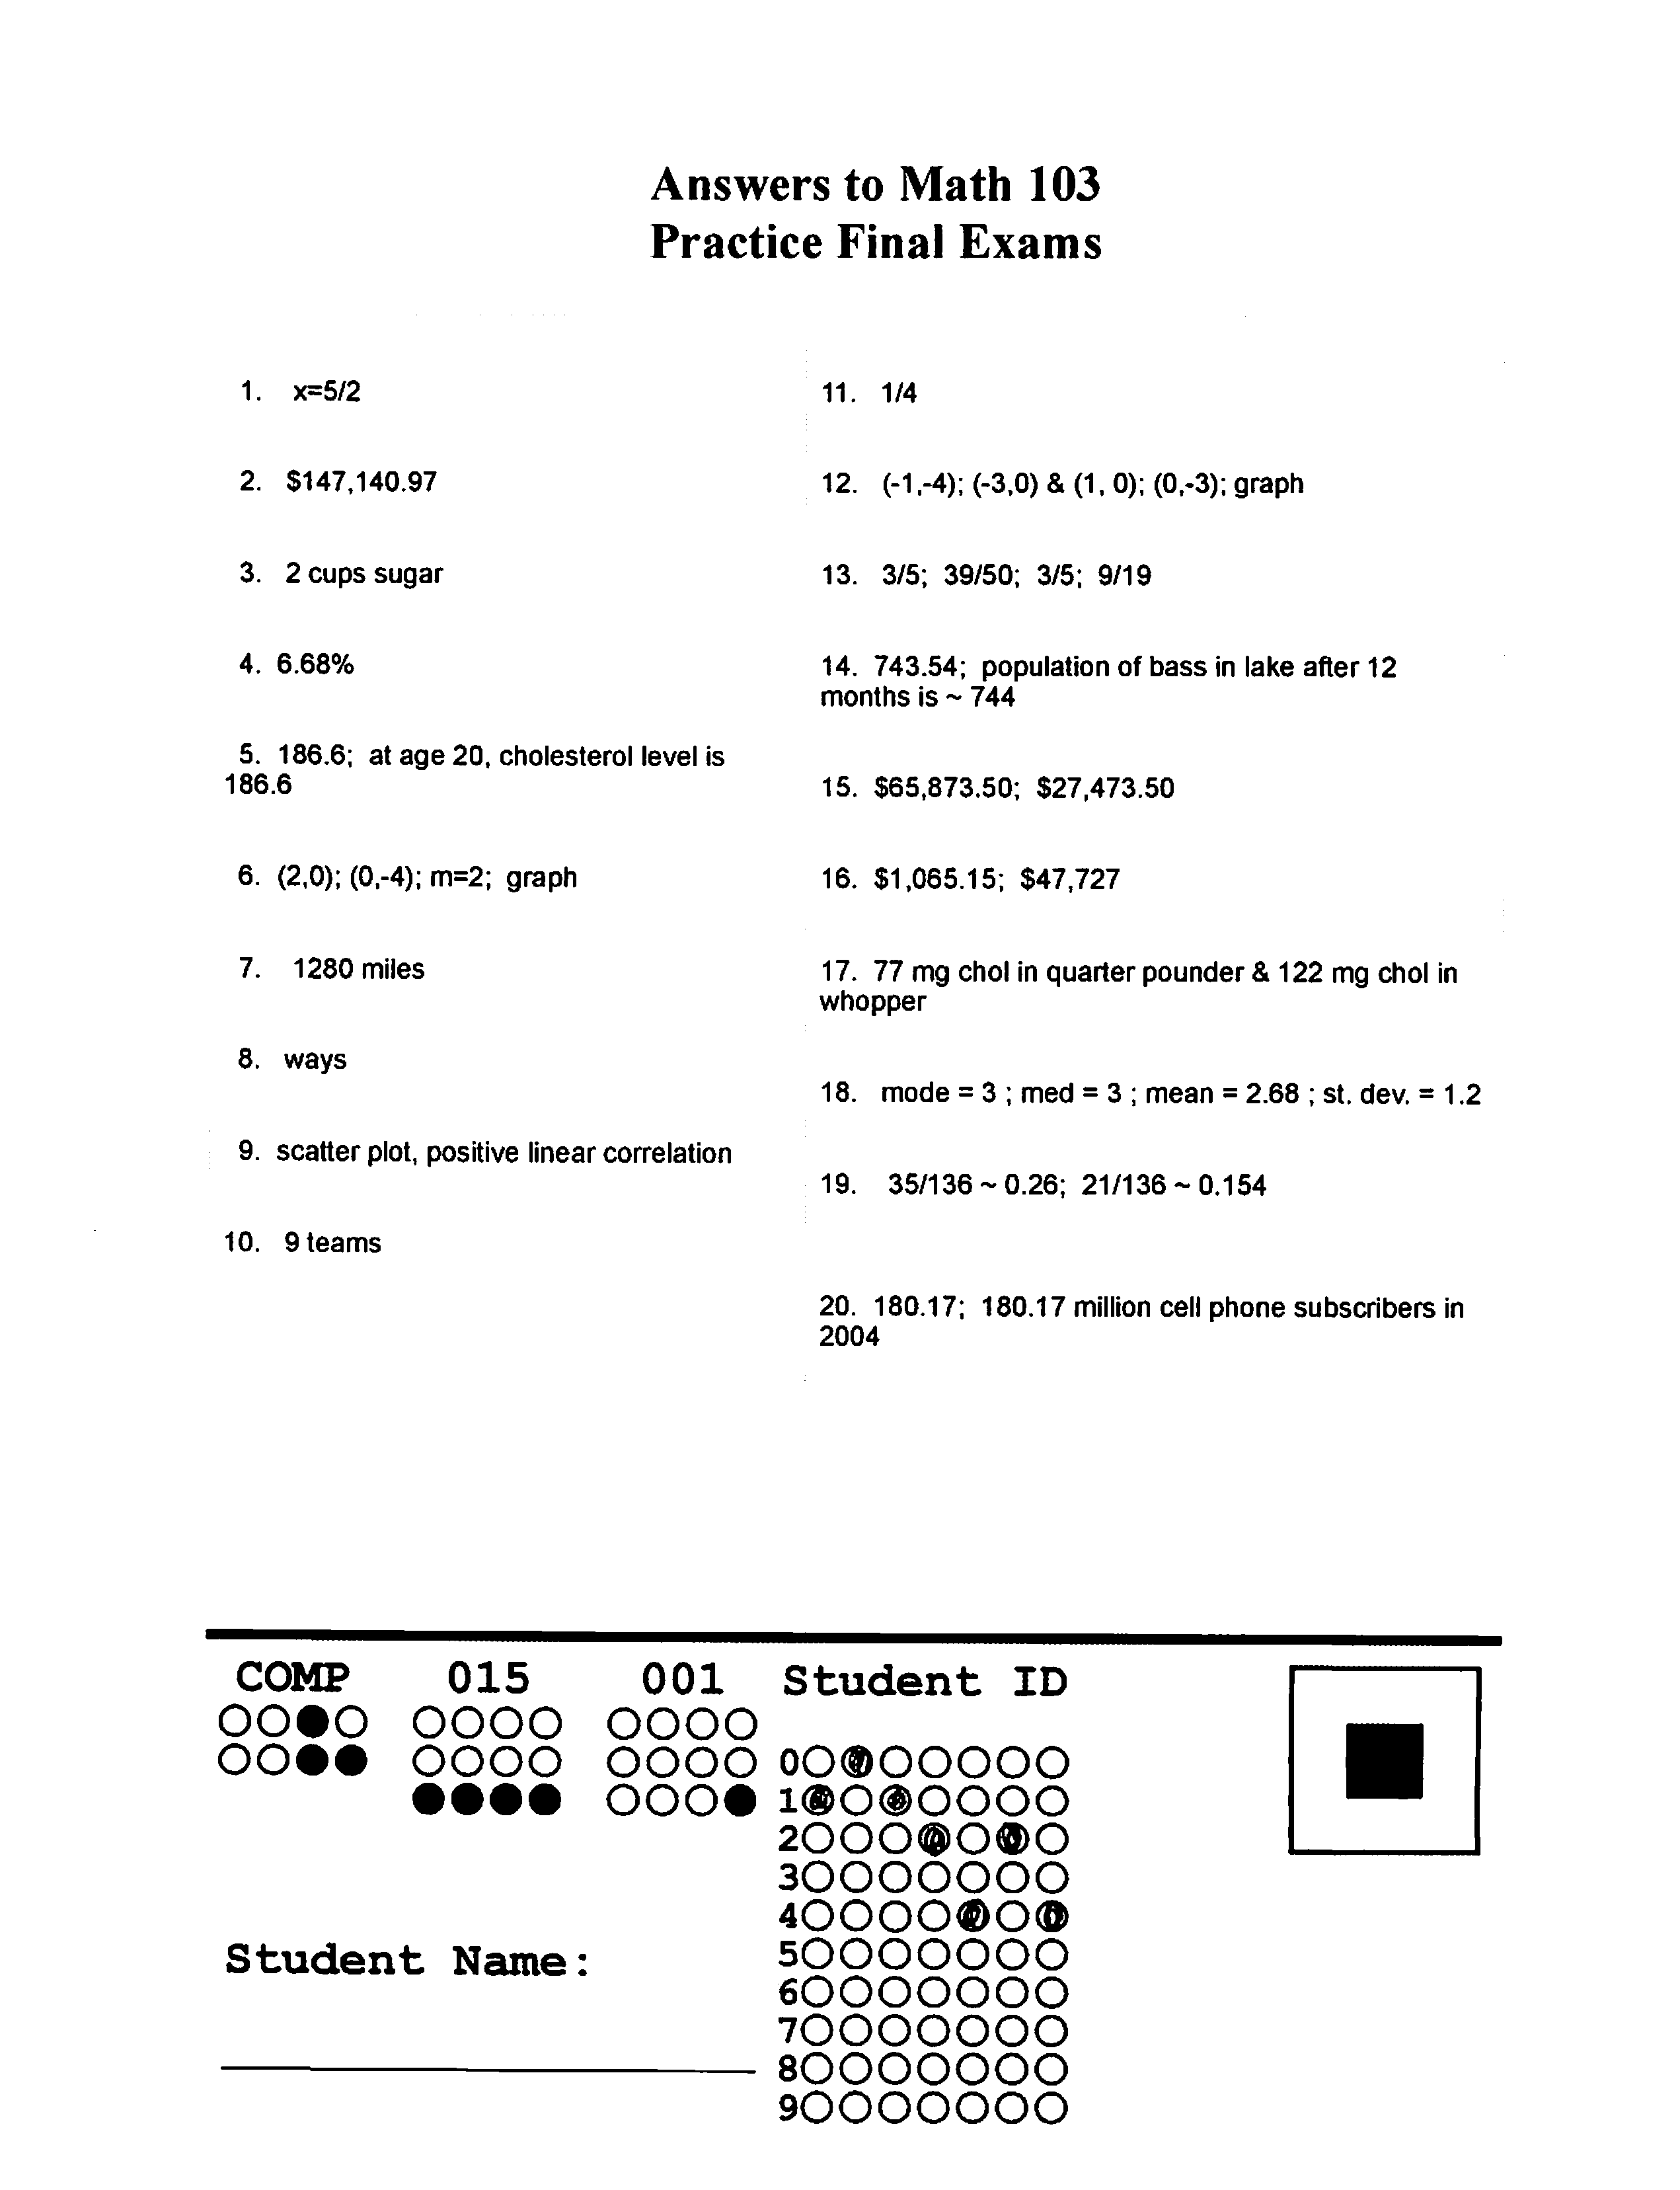 Answers to Math 103
Practice Final Exams
1. x=5/2
2. $147,140.97
3. 2 cups sugar
4. 6.68%
5. 186.6; at age 20, cholesterol level is
186.6
6. (2,0); (0,-4); m=2; graph
7. 1280 miles
8. ways
9. scatter plot, positive linear correlation
10. 9 teams
11. 1/4
12. (-1,-4); (-3,0) & (1, 0); (0,-3); graph
13. 3/5; 39/50; 3/5; 9/19
14. 743.54; population of bass in lake after 12
months is ~ 744
15. $65,873.50; $27,473.50
16. $1,065.15; $47,727
17. 77 mg chol in quarter pounder & 122 mg chol in
whopper
18. mode = 3 ; med = 3 ; mean = 2.68 ; st. dev. = 1.2
19. 35/136 ~ 0.26; 21/136 ~ 0.154
20. 180.17; 180.17 million cell phone subscribers in
2004
COMP 015 001 Student ID
0
1
2
3
4
Student Name:
5
6
7
8
9